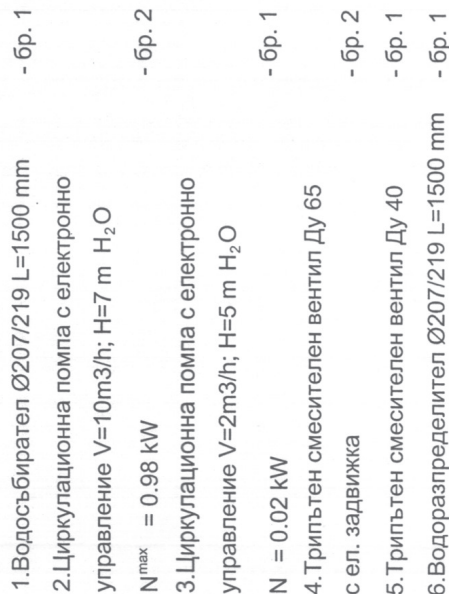 1.Водосъбирател Ø207/219 L=1500 mm - бр. 1
2.Циркулационна помпа с електронно
управление V=10m3/h; H=7 m H₂O - бр. 2
Nᵐᵃˣ = 0.98 kW
3.Циркулационна помпа с електронно
управление V=2m3/h; H=5 m H₂O
N = 0.02 kW - бр. 1
4.Трипътен смесителен вентил Ду 65
с ел. задвижка - бр. 2
5.Трипътен смесителен вентил Ду 40 - бр. 1
6.Водоразпределител Ø207/219 L=1500 mm - бр. 1